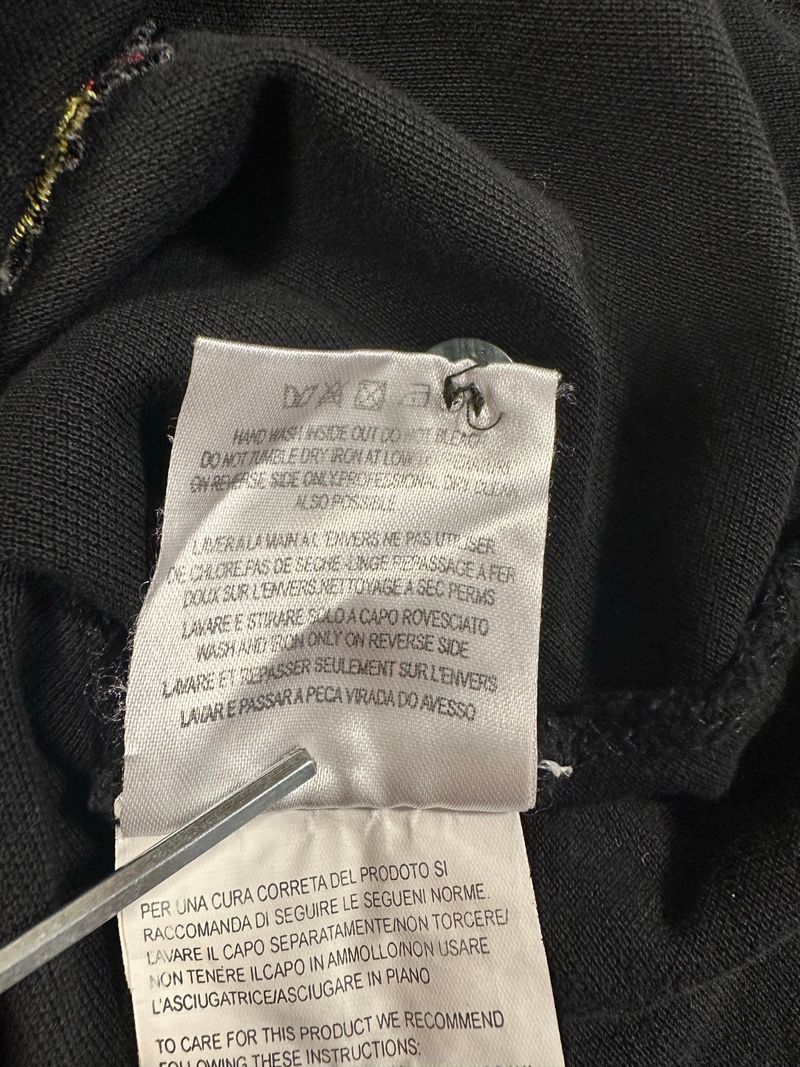 HAND WASH INSIDE OUT DO NOT BLEACH
DO NOT TUMBLE DRY IRON AT LOW
ON REVERSE SIDE ONLY.PROFESSIONAL DRY CLEAN
ALSO POSSIBLE
LAVER A LA MAIN A L'ENVERS NE PAS UTILISER
DE CHLORE.PAS DE SECHE-LINGE REPASSAGE A FER
DOUX SUR L'ENVERS.NETTOYAGE A SEC PERMS
LAVARE E STIRARE SOLO A CAPO ROVESCIATO
WASH AND IRON ONLY ON REVERSE SIDE
LAVARE ET REPASSER SEULEMENT SUR L'ENVERS
LAVAR E PASSAR A PECA VIRADA DO AVESSO
PER UNA CURA CORRETA DEL PRODOTO SI
RACCOMANDA DI SEGUIRE LE SEGUENI NORME.
LAVARE IL CAPO SEPARATAMENTE/NON TORCERE/
NON TENERE ILCAPO IN AMMOLLO/NON USARE
L'ASCIUGATRICE/ASCIUGARE IN PIANO
TO CARE FOR THIS PRODUCT WE RECOMMEND
FOLLOWING THESE INSTRUCTIONS: